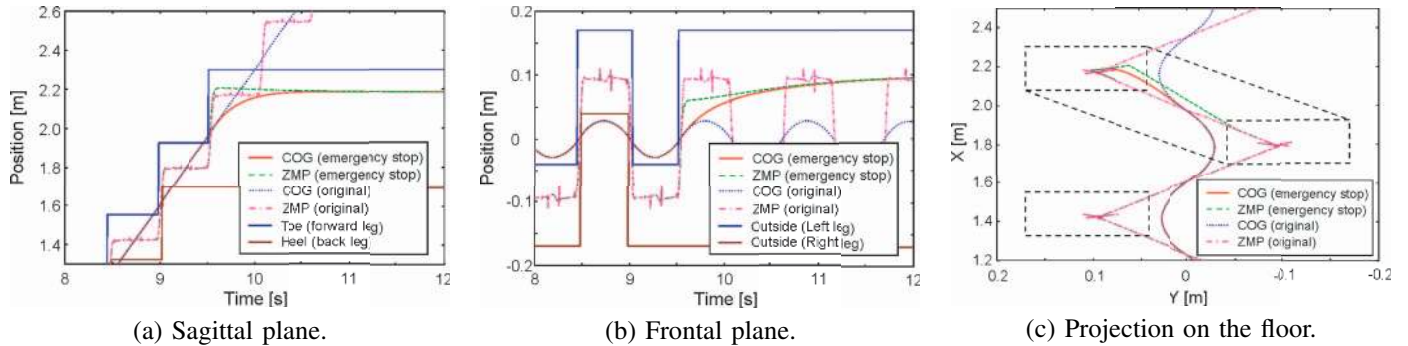 2.6
2.4
2.2
2.0
1.8
1.6
1.4
Position [m]
8
9
10
11
12
Time [s]
COG (emergency stop)
ZMP (emergency stop)
COG (original)
ZMP (original)
Toe (forward leg)
Heel (back leg)
(a) Sagittal plane.
0.2
0.1
0
-0.1
-0.2
Position [m]
8
9
10
11
12
Time [s]
COG (emergency stop)
ZMP (emergency stop)
COG (original)
ZMP (original)
Outside (Left leg)
Outside (Right leg)
(b) Frontal plane.
2.4
2.2
2.0
1.8
1.6
1.4
1.2
X [m]
0.2
0.1
0
-0.1
-0.2
Y [m]
COG (emergency stop)
ZMP (emergency stop)
COG (original)
ZMP (original)
(c) Projection on the floor.